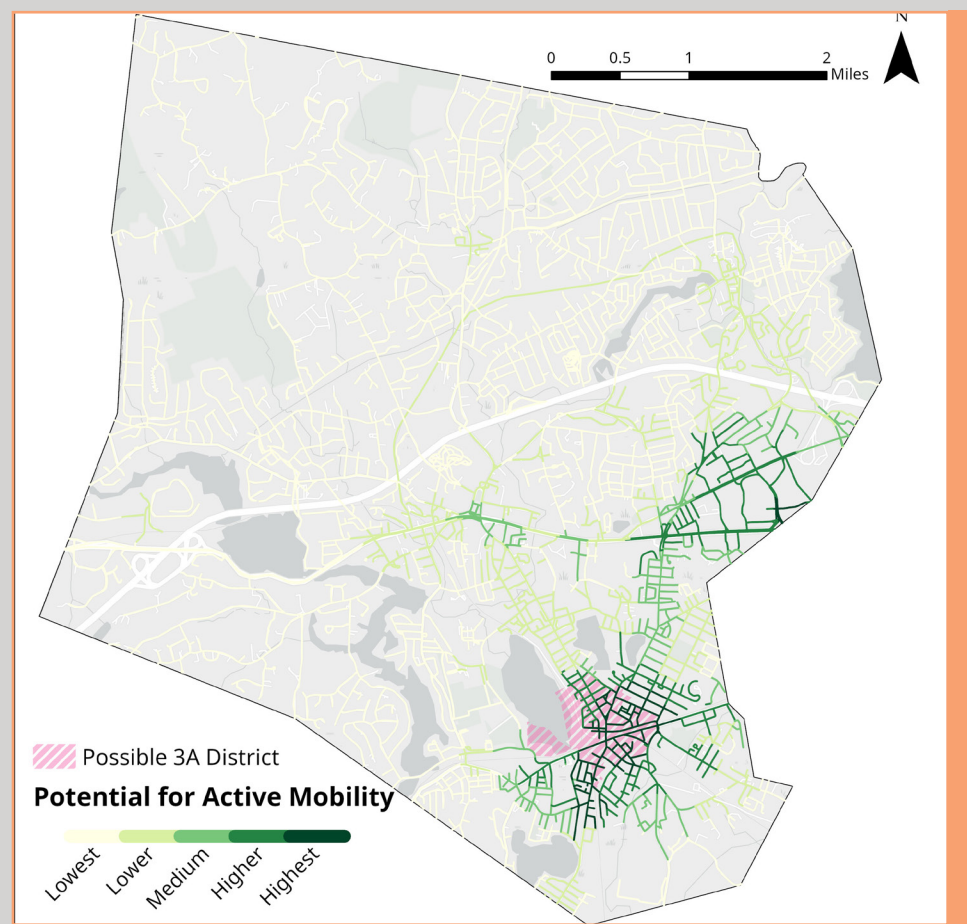 N
0 0.5 1 2
Miles
Possible 3A District
Potential for Active Mobility
Lowest
Lower
Medium
Higher
Highest